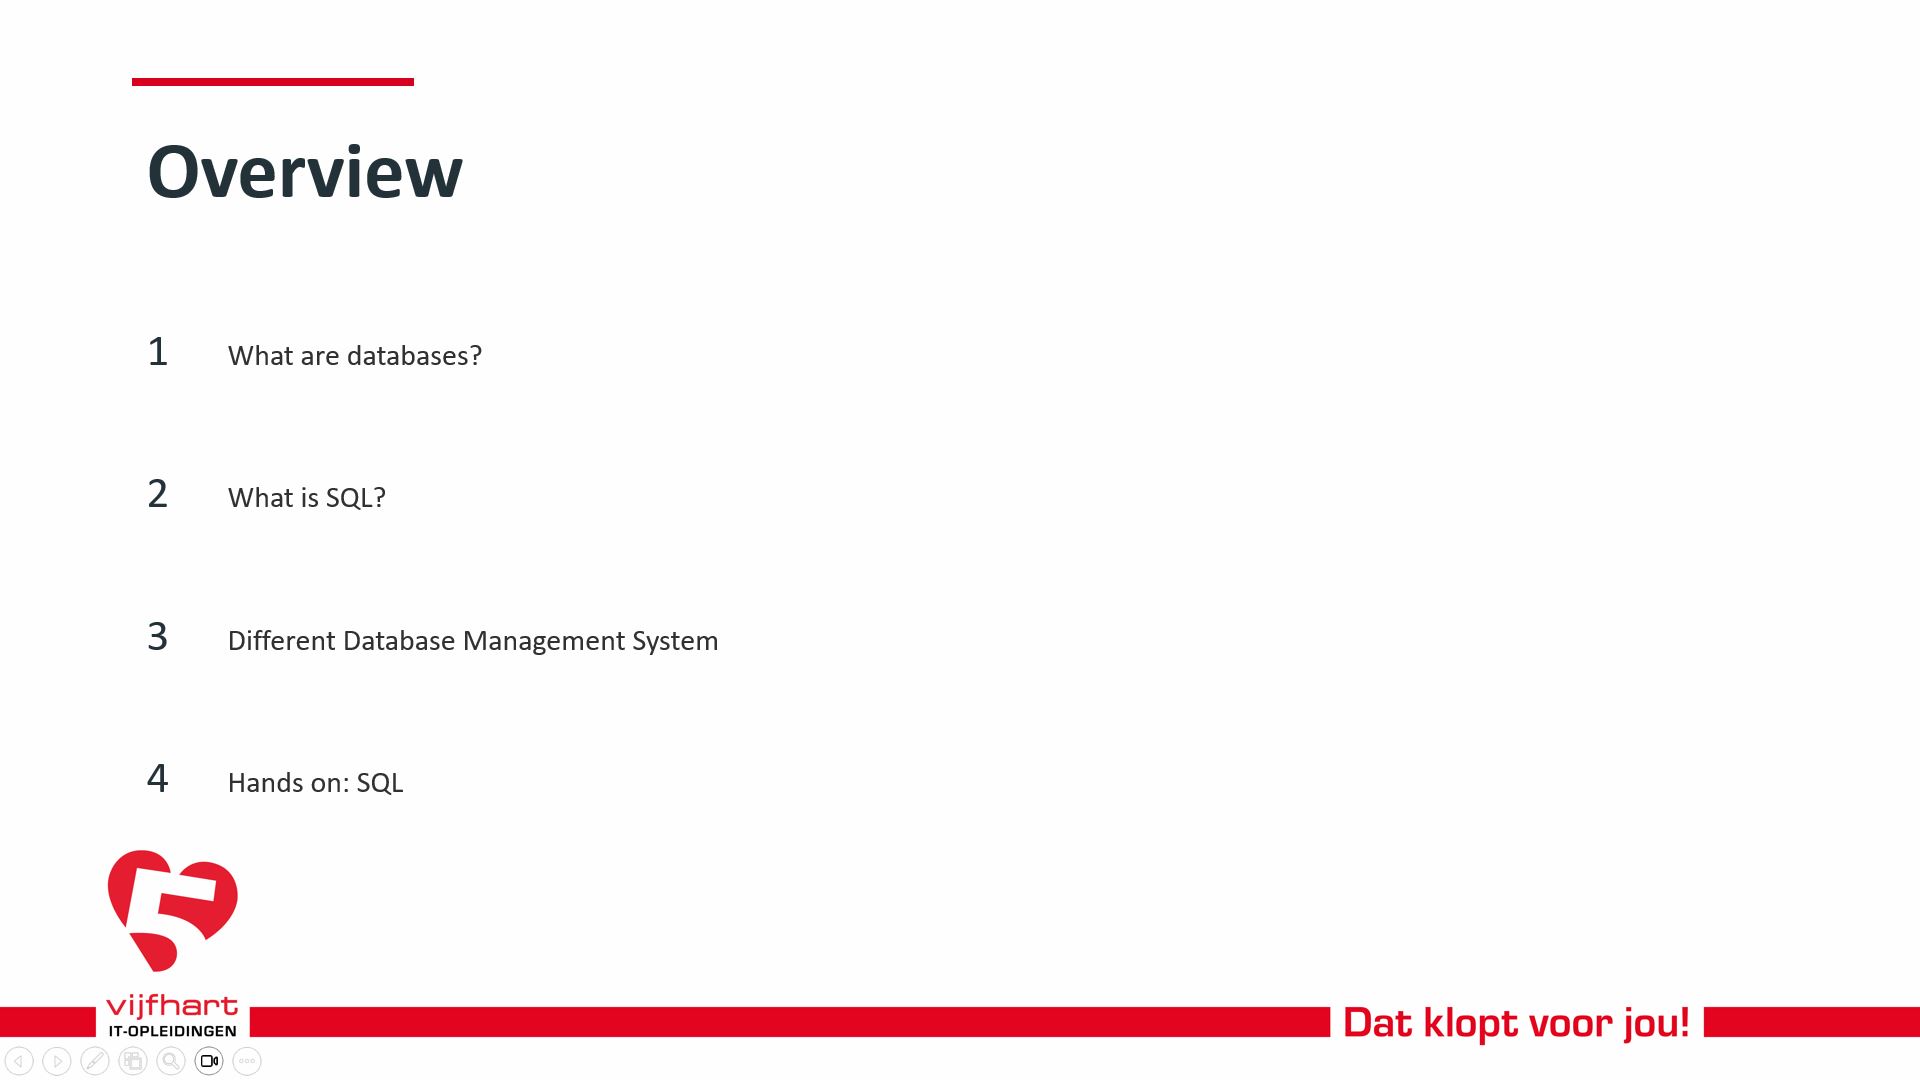 Overview
1 What are databases?
2 What is SQL?
3 Different Database Management System
4 Hands on: SQL
5
vijfhart
IT-OPLEIDINGEN
Dat klopt voor jou!